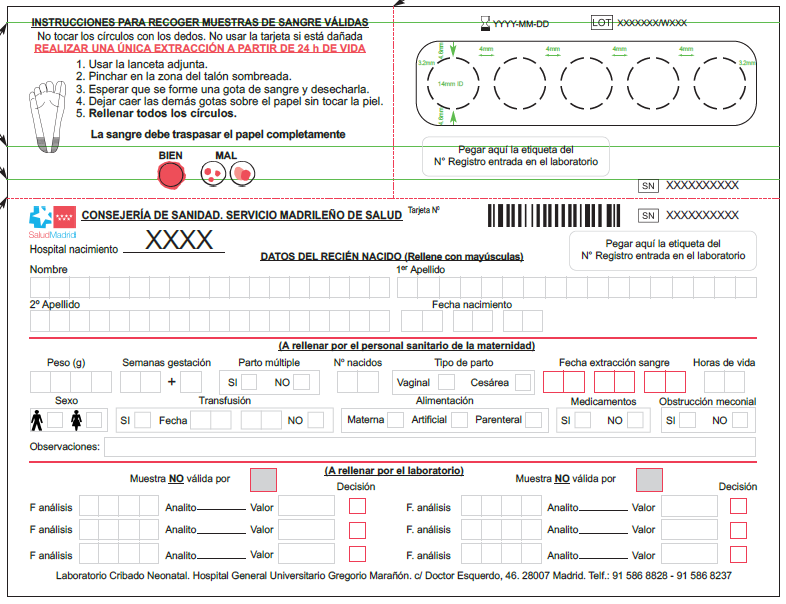 INSTRUCCIONES PARA RECOGER MUESTRAS DE SANGRE VÁLIDAS
No tocar los círculos con los dedos. No usar la tarjeta si está dañada
REALIZAR UNA ÚNICA EXTRACCIÓN A PARTIR DE 24 h DE VIDA
1. Usar la lanceta adjunta.
2. Pinchar en la zona del talón sombreada.
3. Esperar que se forme una gota de sangre y desecharla.
4. Dejar caer las demás gotas sobre el papel sin tocar la piel.
5. Rellenar todos los círculos.
La sangre debe traspasar el papel completamente
BIEN MAL
YYYY-MM-DD LOT XXXXXXX/WXXX
4.6mm 4mm 4mm 4mm 4mm
3.2mm 3.2mm
14mm ID
4.6mm
Pegar aquí la etiqueta del
N° Registro entrada en el laboratorio
SN XXXXXXXXXX
SaludMadrid
CONSEJERÍA DE SANIDAD. SERVICIO MADRILEÑO DE SALUD Tarjeta Nº
SN XXXXXXXXXX
Hospital nacimiento XXXX
Pegar aquí la etiqueta del
N° Registro entrada en el laboratorio
DATOS DEL RECIÉN NACIDO (Rellene con mayúsculas)
Nombre 1er Apellido
2º Apellido Fecha nacimiento
(A rellenar por el personal sanitario de la maternidad)
Peso (g) Semanas gestación Parto múltiple Nº nacidos Tipo de parto Fecha extracción sangre Horas de vida
+ SI NO Vaginal Cesárea
Sexo Transfusión Alimentación Medicamentos Obstrucción meconial
SI Fecha NO Materna Artificial Parenteral SI NO SI NO
Observaciones:
(A rellenar por el laboratorio)
Muestra NO válida por Muestra NO válida por
Decisión Decisión
F análisis Analito Valor F. análisis Analito Valor
F análisis Analito Valor F. análisis Analito Valor
F análisis Analito Valor F. análisis Analito Valor
Laboratorio Cribado Neonatal. Hospital General Universitario Gregorio Marañón. c/ Doctor Esquerdo, 46. 28007 Madrid. Telf.: 91 586 8828 - 91 586 8237